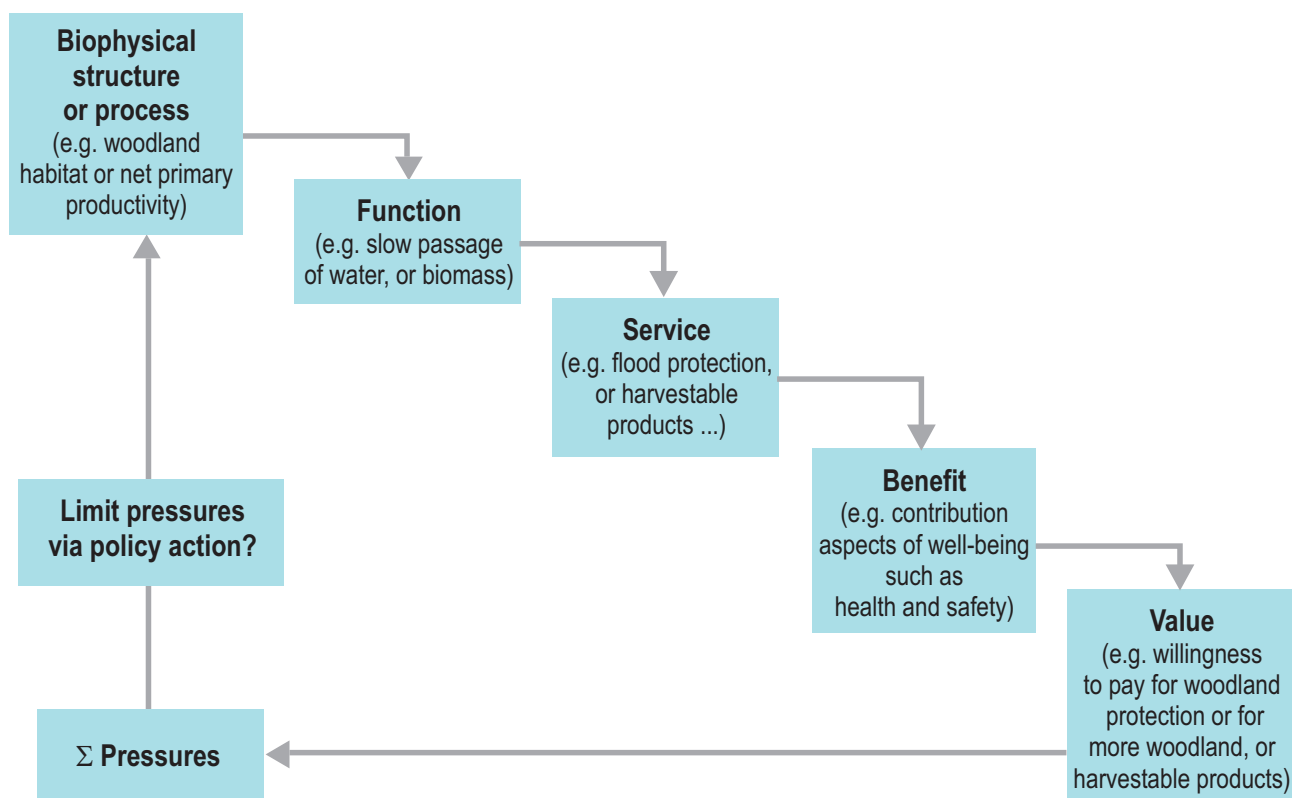 Biophysical
structure
or process
(e.g. woodland
habitat or net primary
productivity)
Function
(e.g. slow passage
of water, or biomass)
Service
(e.g. flood protection,
or harvestable
products ...)
Benefit
(e.g. contribution
aspects of well-being
such as
health and safety)
Value
(e.g. willingness
to pay for woodland
protection or for
more woodland, or
harvestable products)
Limit pressures
via policy action?
Σ Pressures